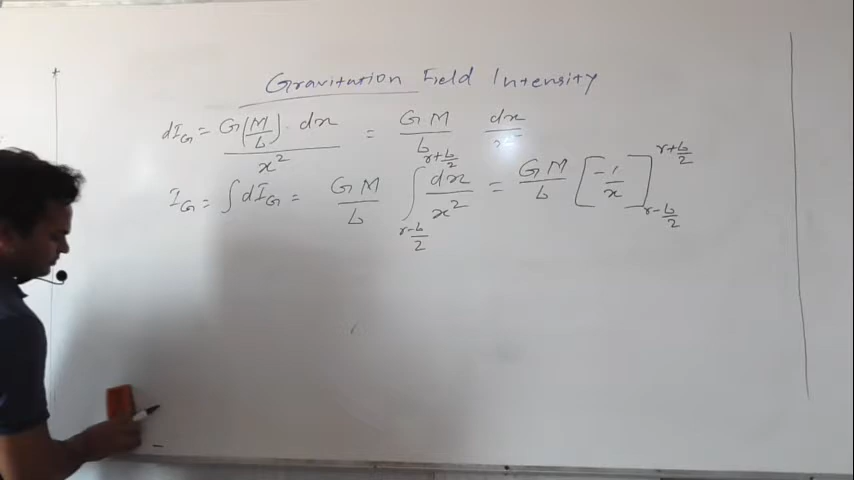 Gravitation Field Intensity
dI_G = G(M/L) · dx / x² = GM/L dx/x²
I_G = ∫ dI_G = GM/L ∫_{r-L/2}^{r+L/2} dx/x² = GM/L [-1/x]_{r-L/2}^{r+L/2}